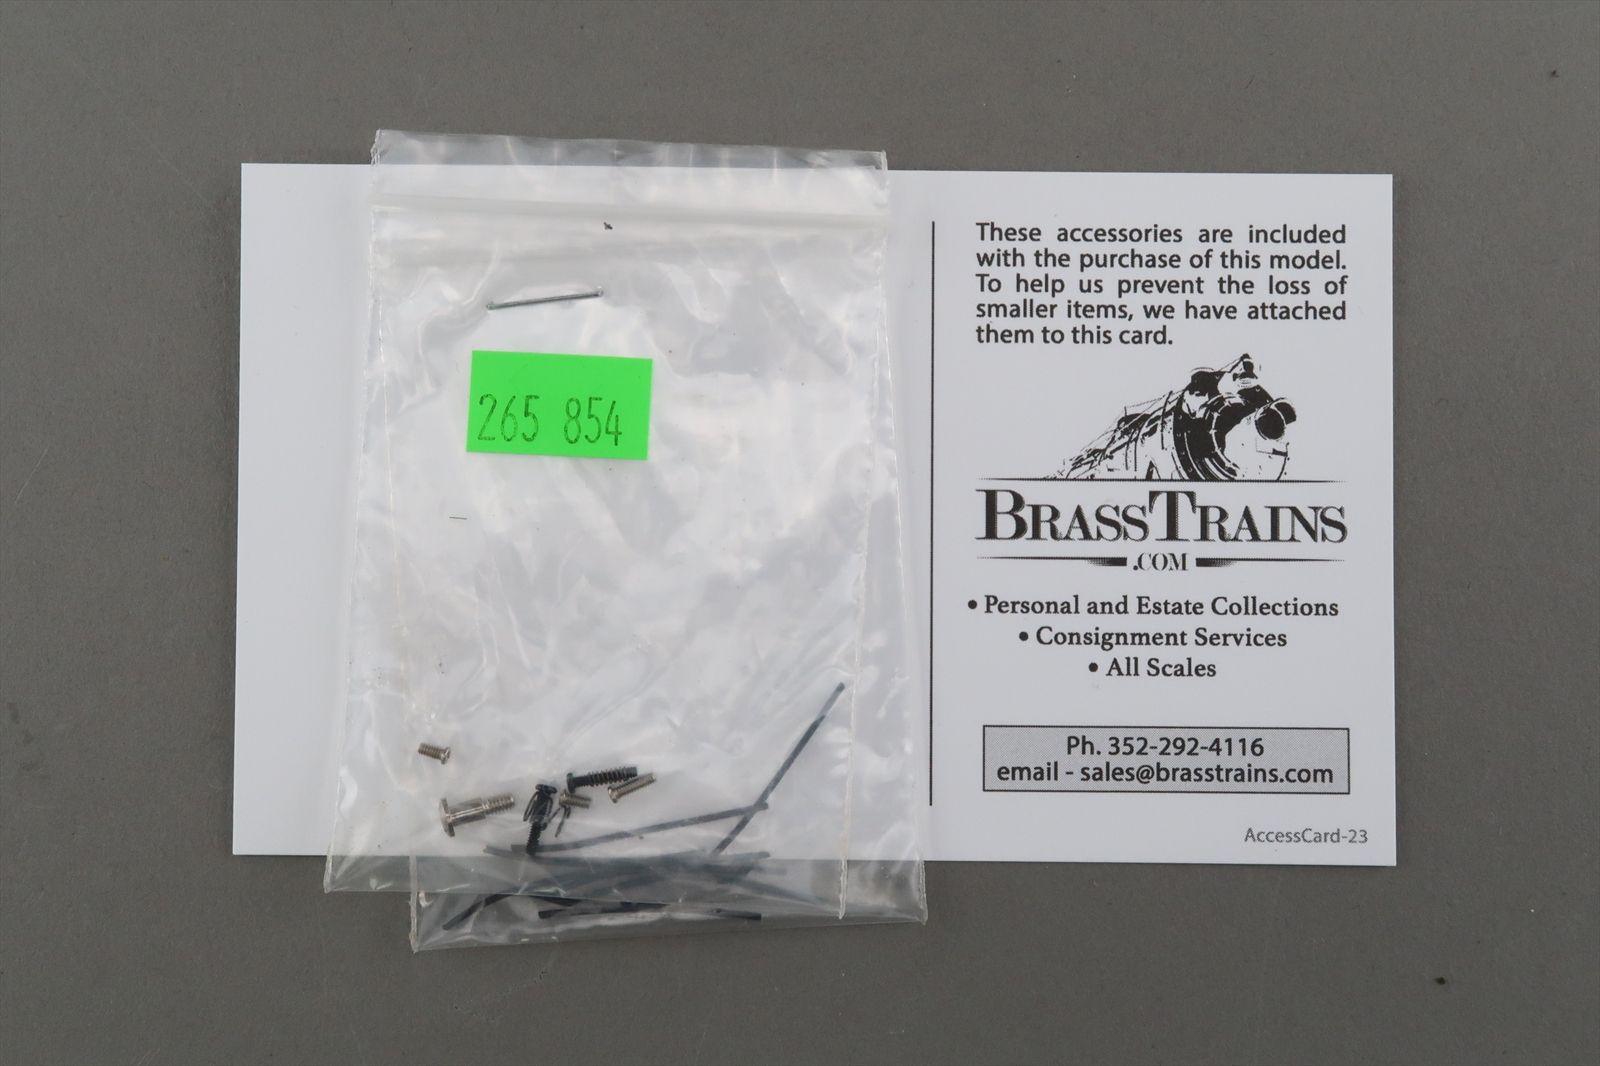 265 854
These accessories are included
with the purchase of this model.
To help us prevent the loss of
smaller items, we have attached
them to this card.
BRASSTRAINS
.COM
• Personal and Estate Collections
• Consignment Services
• All Scales
Ph. 352-292-4116
email - sales@brasstrains.com
AccessCard-23